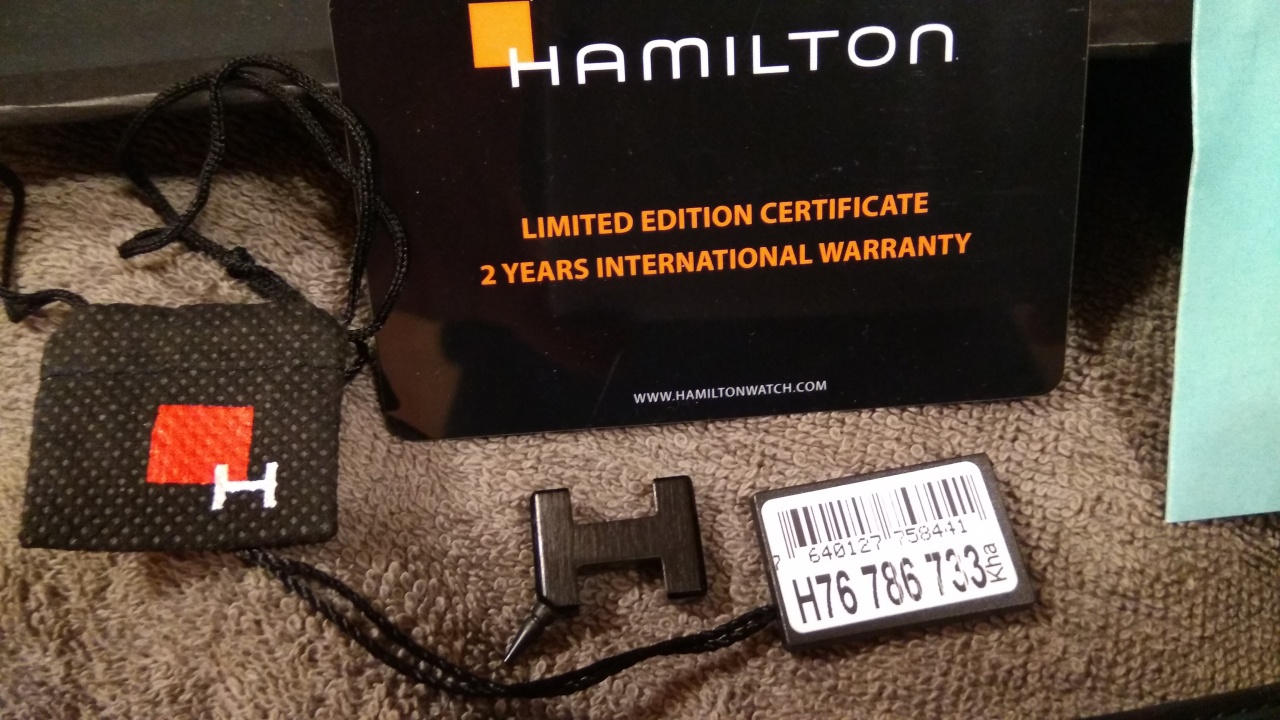 HAMILTON
LIMITED EDITION CERTIFICATE
2 YEARS INTERNATIONAL WARRANTY
WWW.HAMILTONWATCH.COM
H
H
7 640127 758441
H76 786 733
Kha